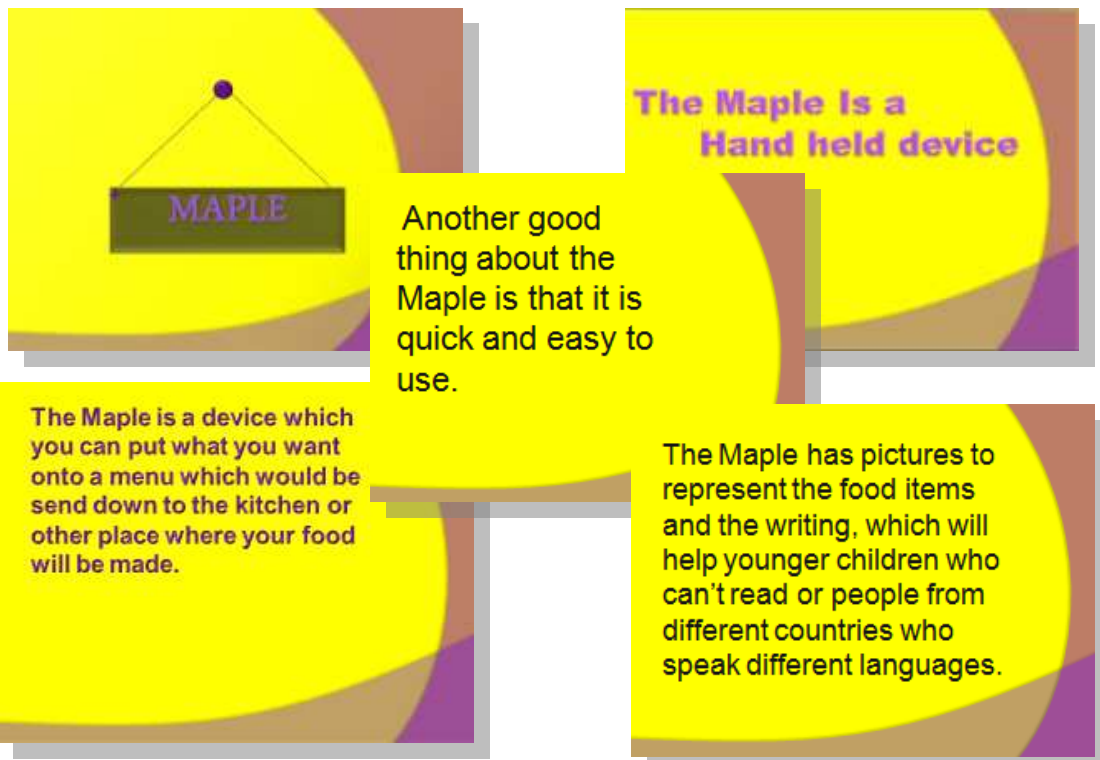 MAPLE
The Maple Is a
Hand held device
Another good
thing about the
Maple is that it is
quick and easy to
use.
The Maple is a device which
you can put what you want
onto a menu which would be
send down to the kitchen or
other place where your food
will be made.
The Maple has pictures to
represent the food items
and the writing, which will
help younger children who
can’t read or people from
different countries who
speak different languages.